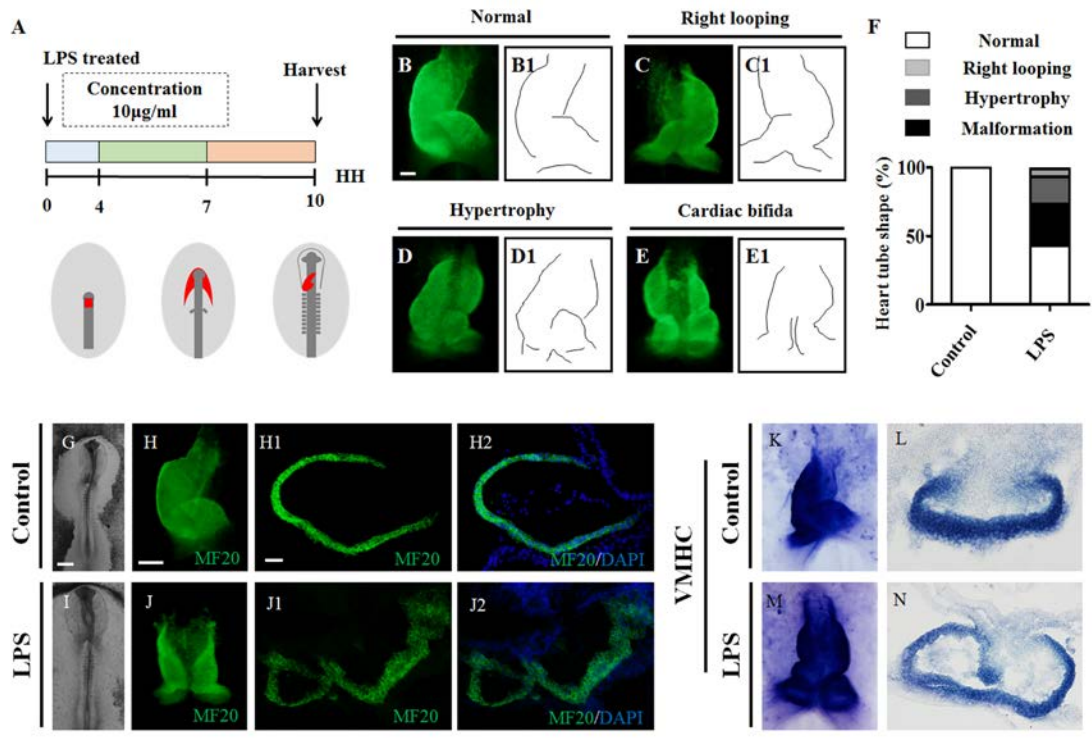 A
LPS treated
Concentration
10μg/ml
Harvest
HH
0 4 7 10
Normal
Right looping
B
B1
C
C1
Hypertrophy
Cardiac bifida
D
D1
E
E1
F
Normal
Right looping
Hypertrophy
Malformation
Heart tube shape (%)
100
50
0
Control
LPS
Control
G
H
MF20
H1
MF20
H2
MF20/DAPI
LPS
I
J
MF20
J1
MF20
J2
MF20/DAPI
VMHC
Control
K
L
LPS
M
N